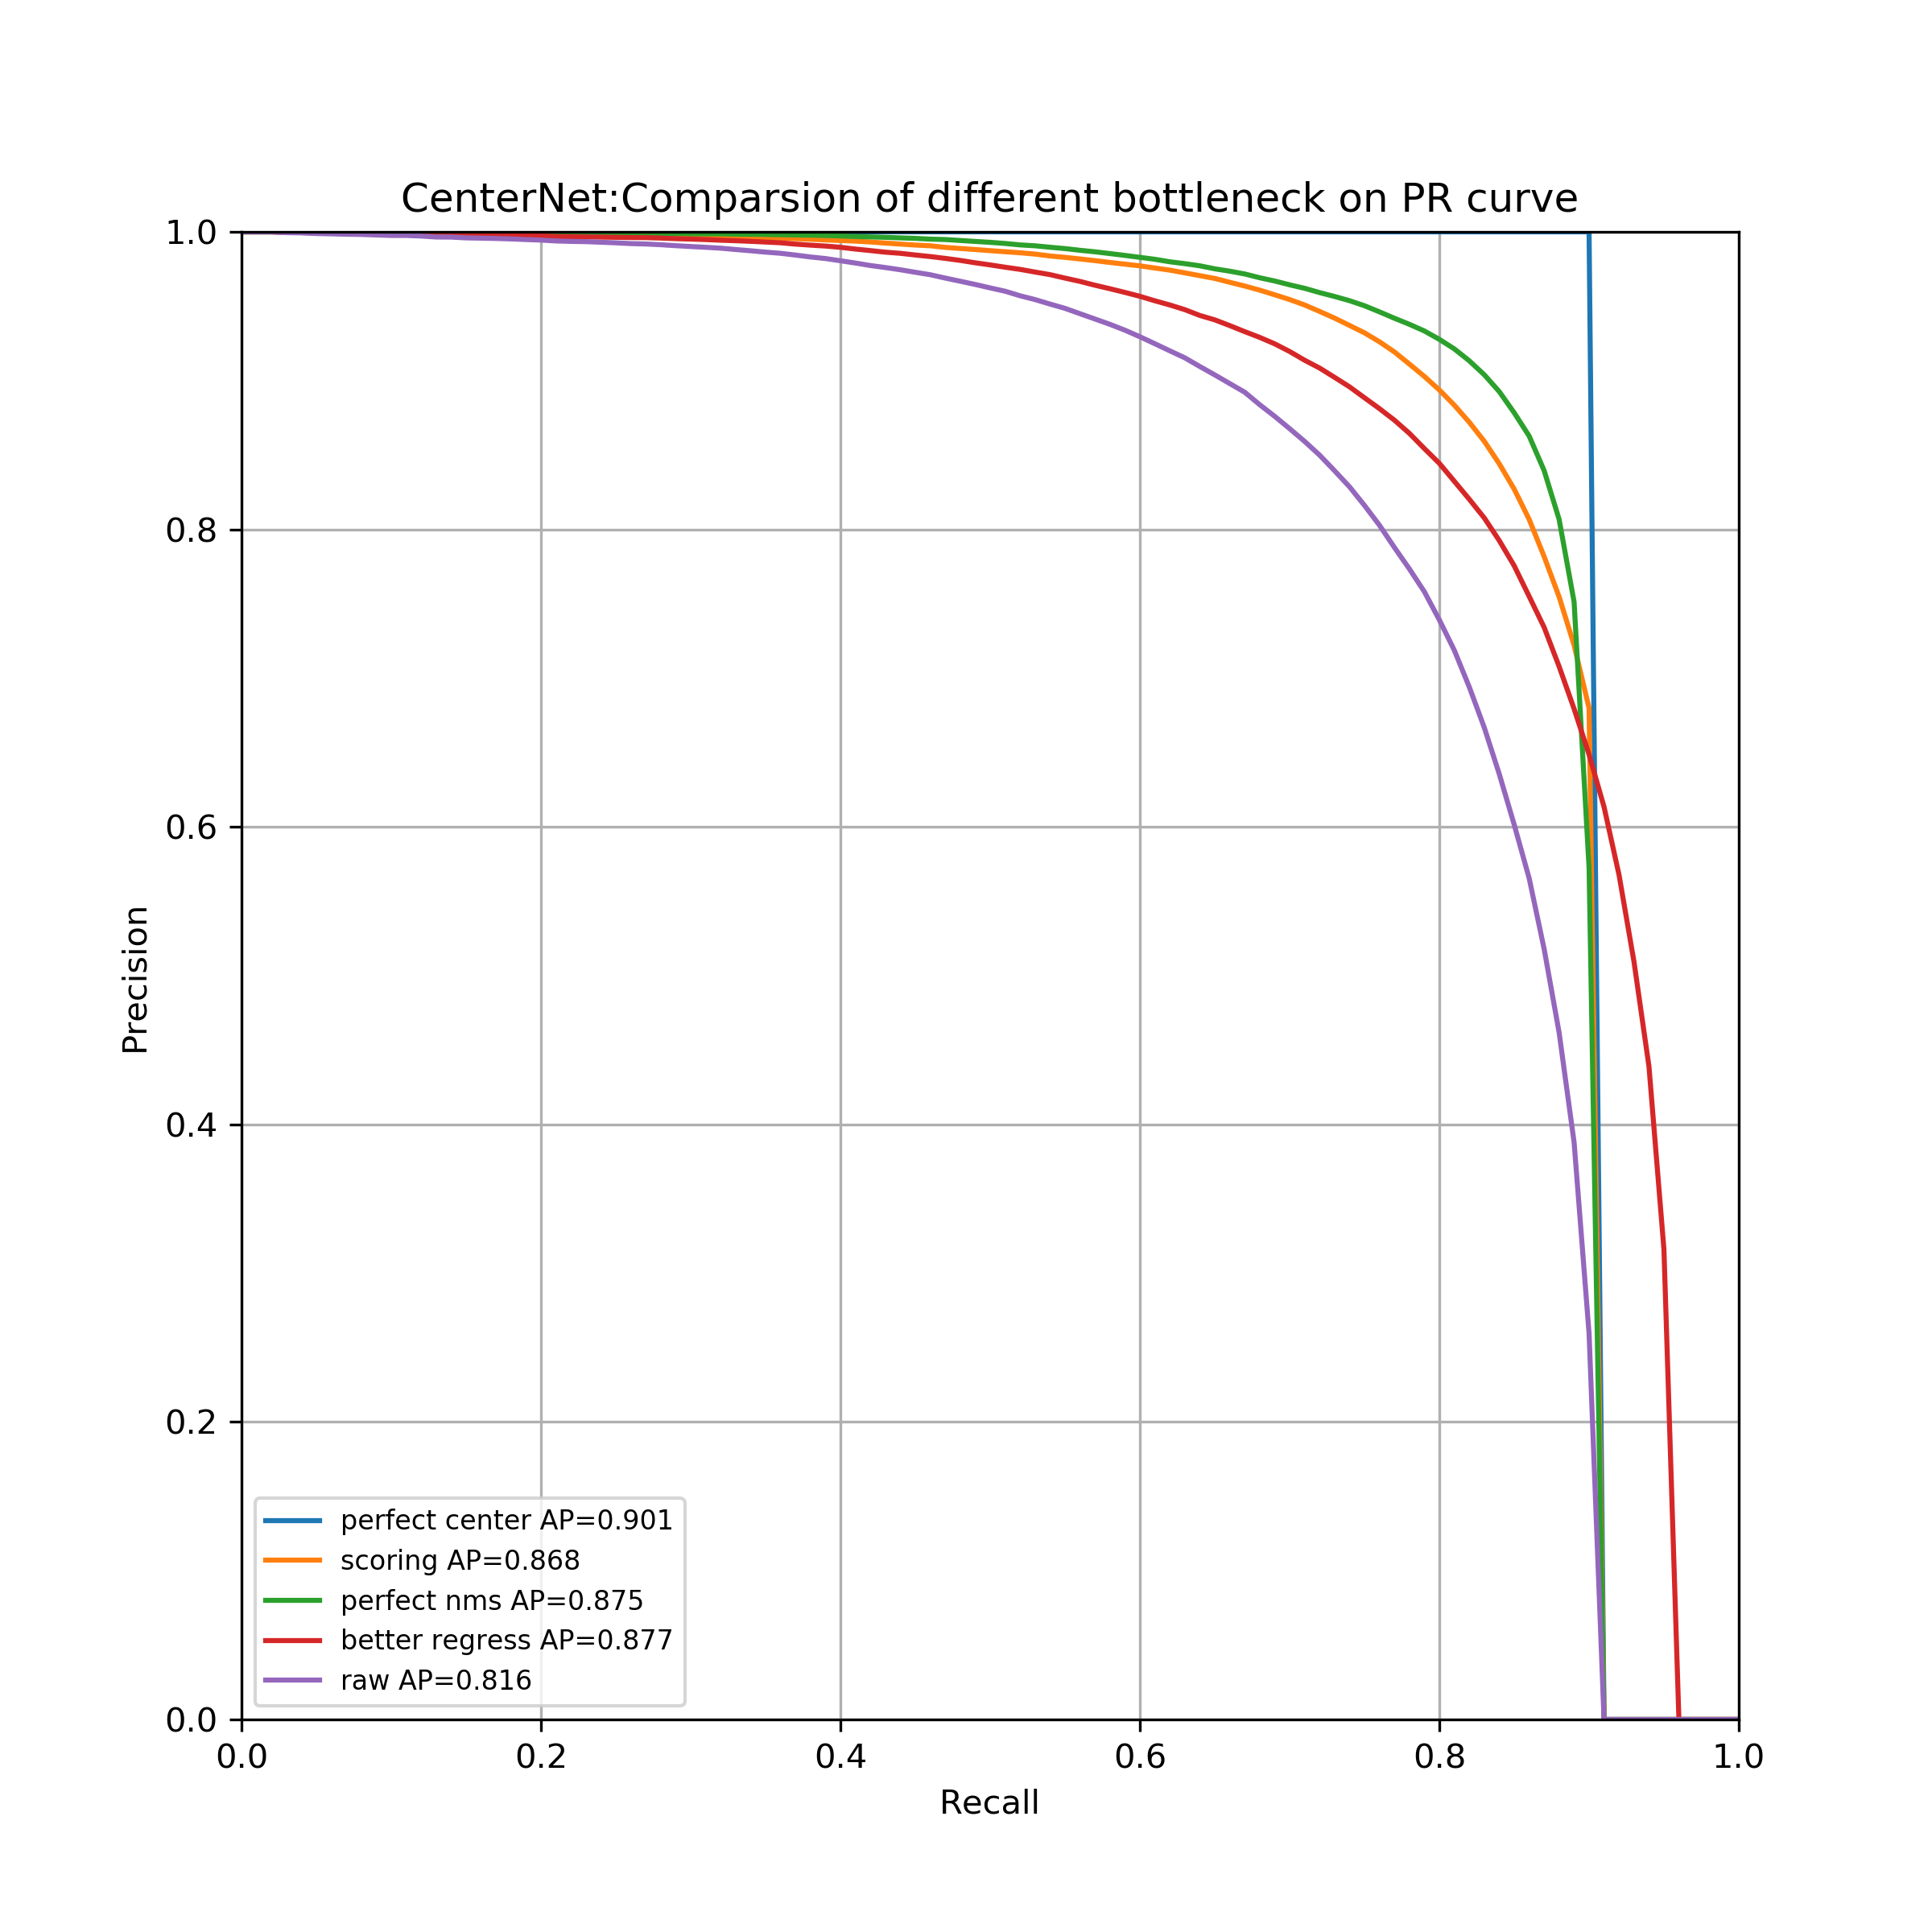 CenterNet:Comparsion of different bottleneck on PR curve
1.0
0.8
0.6
0.4
0.2
0.0
Precision
perfect center AP=0.901
scoring AP=0.868
perfect nms AP=0.875
better regress AP=0.877
raw AP=0.816
0.0 0.2 0.4 0.6 0.8 1.0
Recall